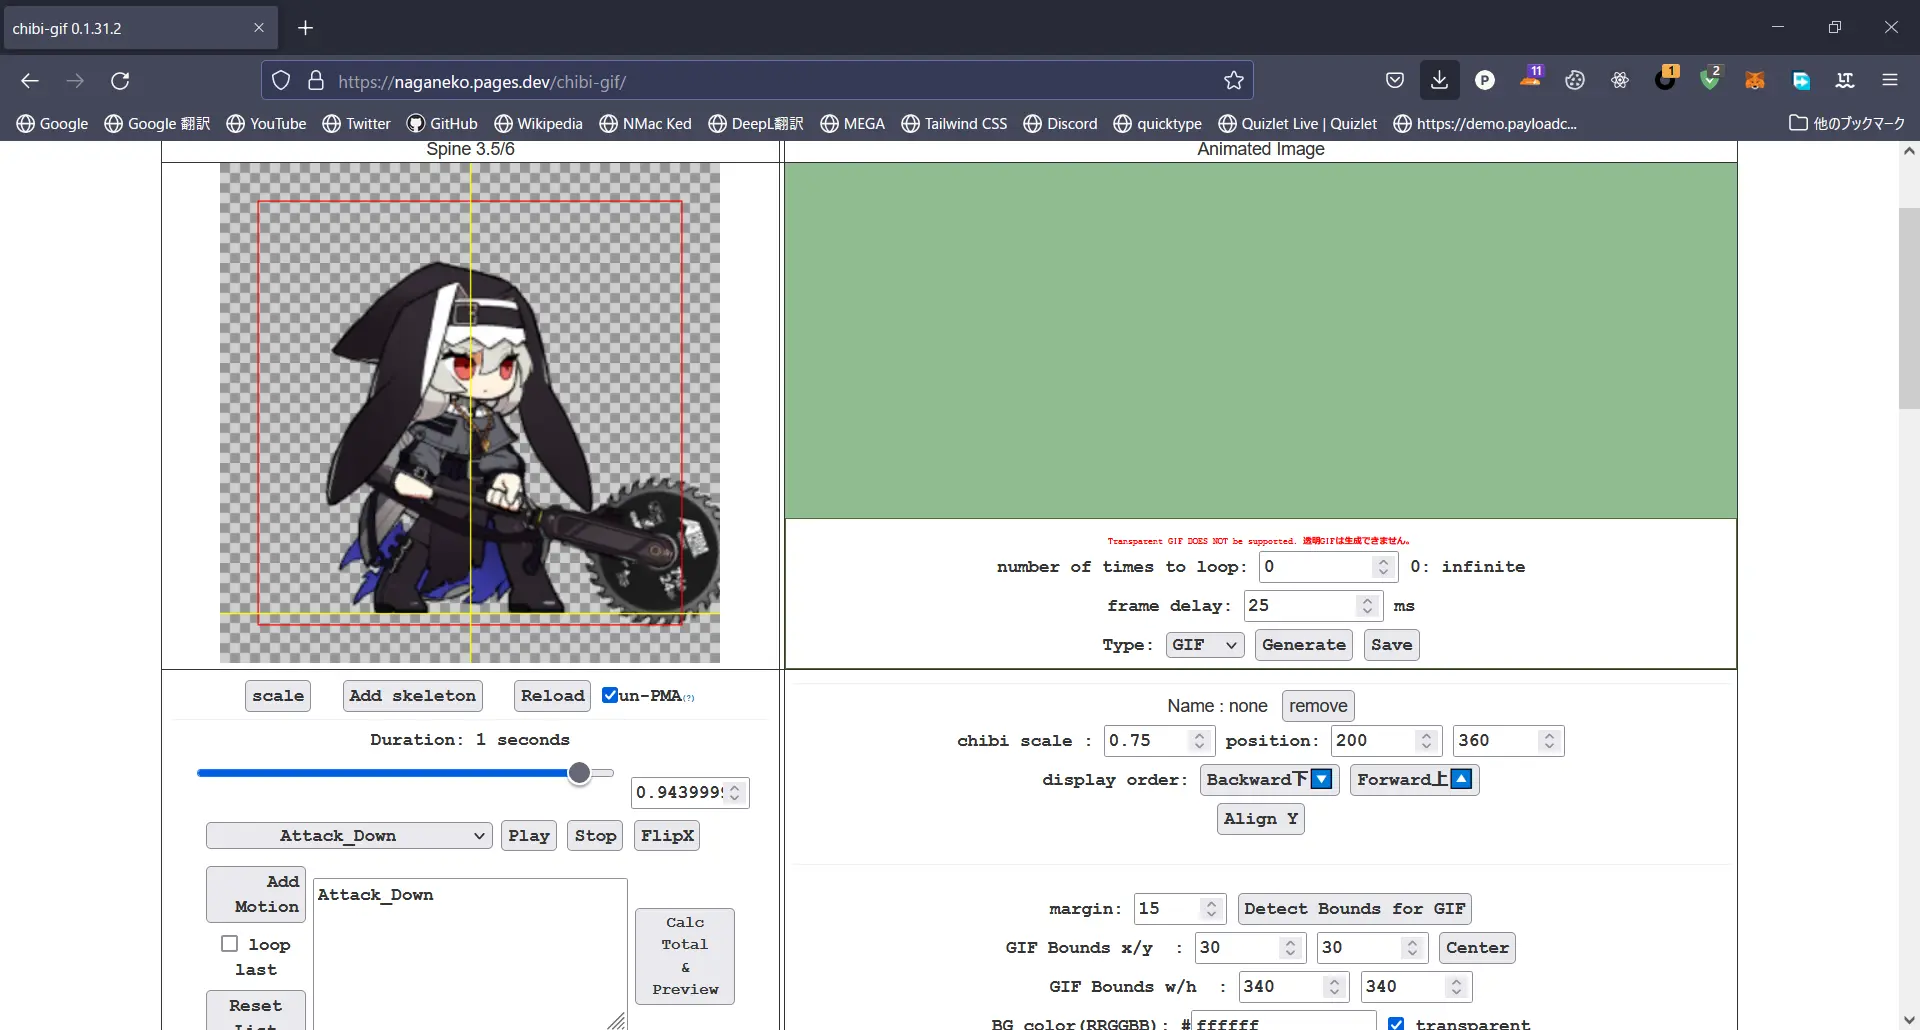 chibi-gif 0.1.31.2
https://naganeko.pages.dev/chibi-gif/
11
1
2
Google
Google 翻訳
YouTube
Twitter
GitHub
Wikipedia
NMac Ked
DeepL翻訳
MEGA
Tailwind CSS
Discord
quicktype
Quizlet Live | Quizlet
https://demo.payloadc...
他のブックマーク
Spine 3.5/6
Animated Image
Transparent GIF DOES NOT be supported. 透明GIFは生成できません。
number of times to loop: 0 0: infinite
frame delay: 25 ms
Type: GIF Generate Save
scale Add skeleton Reload un-PMA(?)
Duration: 1 seconds
0.943999
Attack_Down Play Stop FlipX
Add Motion
Attack_Down
loop last
Calc Total & Preview
Reset List
Name : none remove
chibi scale : 0.75 position: 200 360
display order: Backward下 Forward上
Align Y
margin: 15 Detect Bounds for GIF
GIF Bounds x/y : 30 30 Center
GIF Bounds w/h : 340 340
BG color(RRGGBB): #ffffff transparent